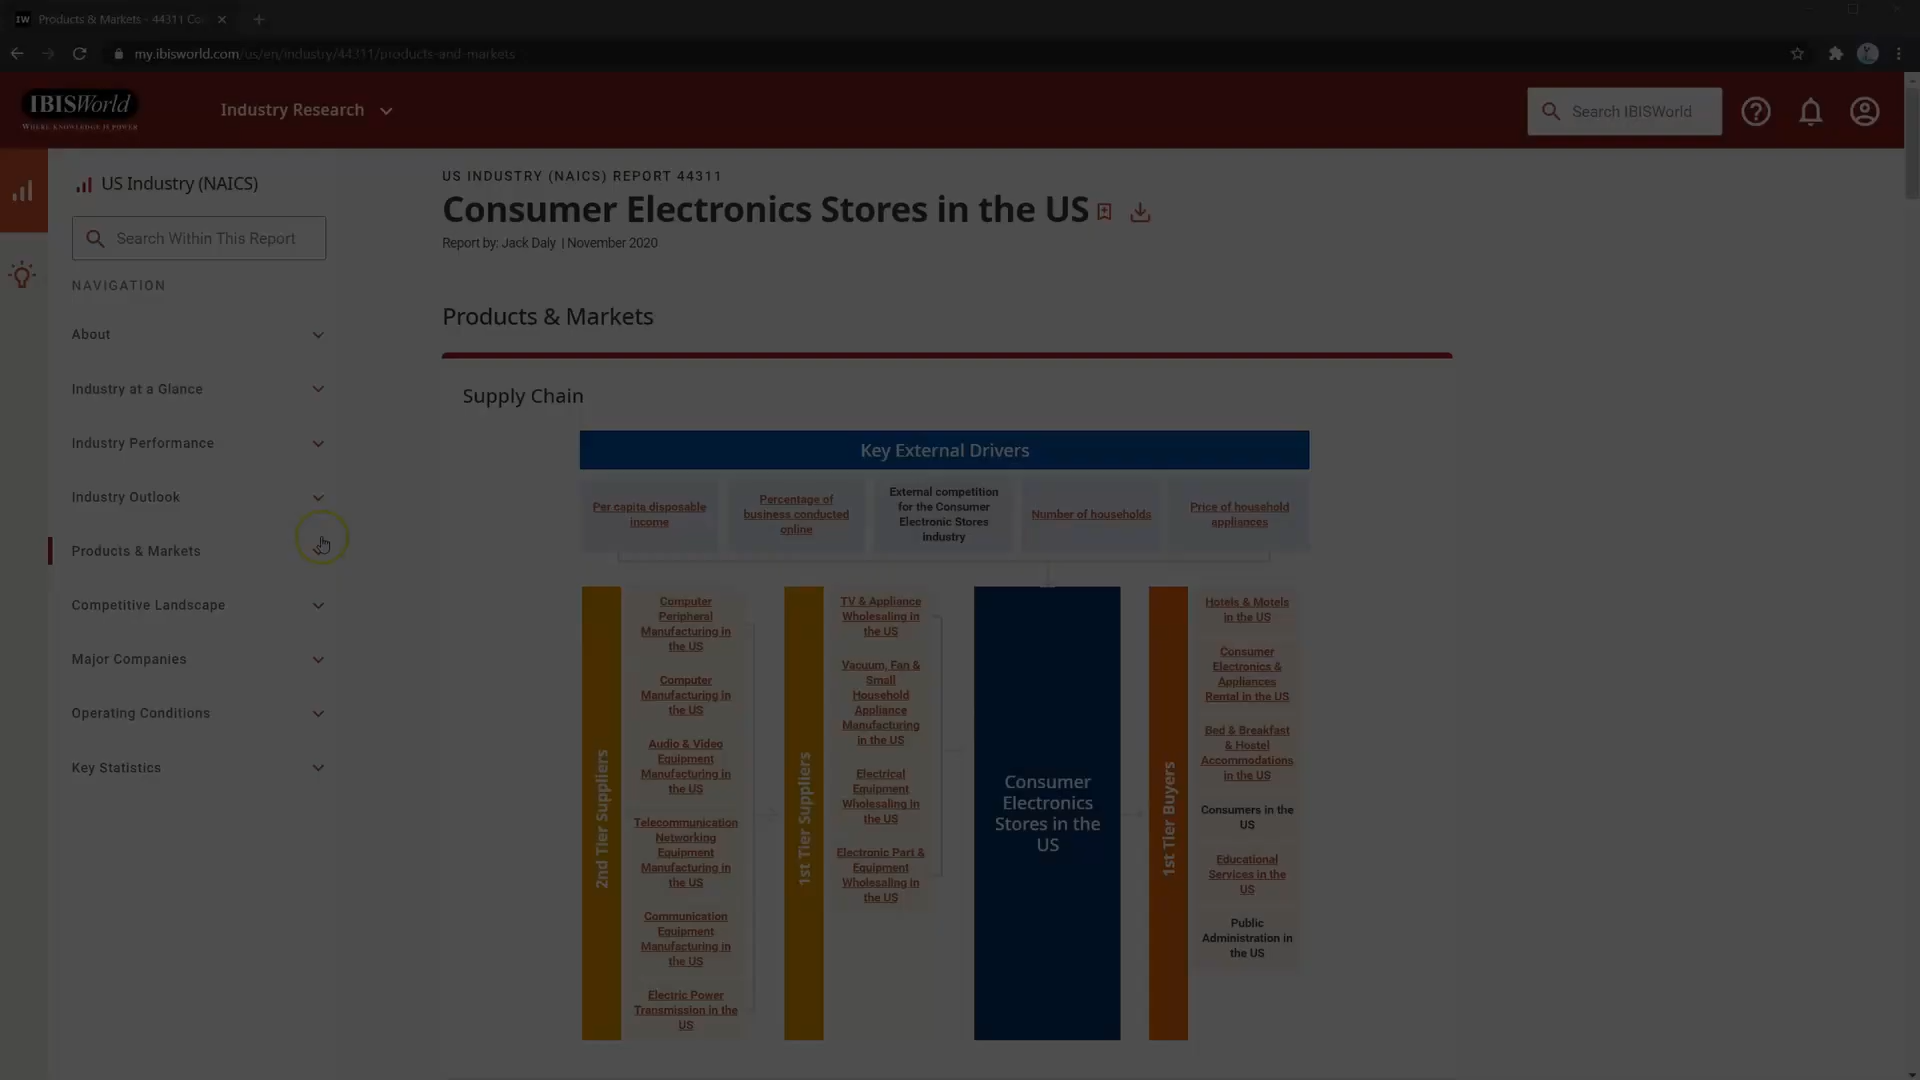 IW Products & Markets - 44311 Co
my.ibisworld.com/us/en/industry/44311/products-and-markets
IBISWorld
WHERE KNOWLEDGE IS POWER
Industry Research
Search IBISWorld
US Industry (NAICS)
Search Within This Report
NAVIGATION
About
Industry at a Glance
Industry Performance
Industry Outlook
Products & Markets
Competitive Landscape
Major Companies
Operating Conditions
Key Statistics
US INDUSTRY (NAICS) REPORT 44311
Consumer Electronics Stores in the US
Report by: Jack Daly | November 2020
Products & Markets
Supply Chain
Key External Drivers
Per capita disposable
income
Percentage of
business conducted
online
External competition
for the Consumer
Electronic Stores
industry
Number of households
Price of household
appliances
2nd Tier Suppliers
Computer
Peripheral
Manufacturing in
the US
Computer
Manufacturing in
the US
Audio & Video
Equipment
Manufacturing in
the US
Telecommunication
Networking
Equipment
Manufacturing in
the US
Communication
Equipment
Manufacturing in
the US
Electric Power
Transmission in the
US
1st Tier Suppliers
TV & Appliance
Wholesaling in
the US
Vacuum, Fan &
Small
Household
Appliance
Manufacturing
in the US
Electrical
Equipment
Wholesaling in
the US
Electronic Part &
Equipment
Wholesaling in
the US
Consumer
Electronics
Stores in the
US
1st Tier Buyers
Hotels & Motels
in the US
Consumer
Electronics &
Appliances
Rental in the US
Bed & Breakfast
& Hostel
Accommodations
in the US
Consumers in the
US
Educational
Services in the
US
Public
Administration in
the US